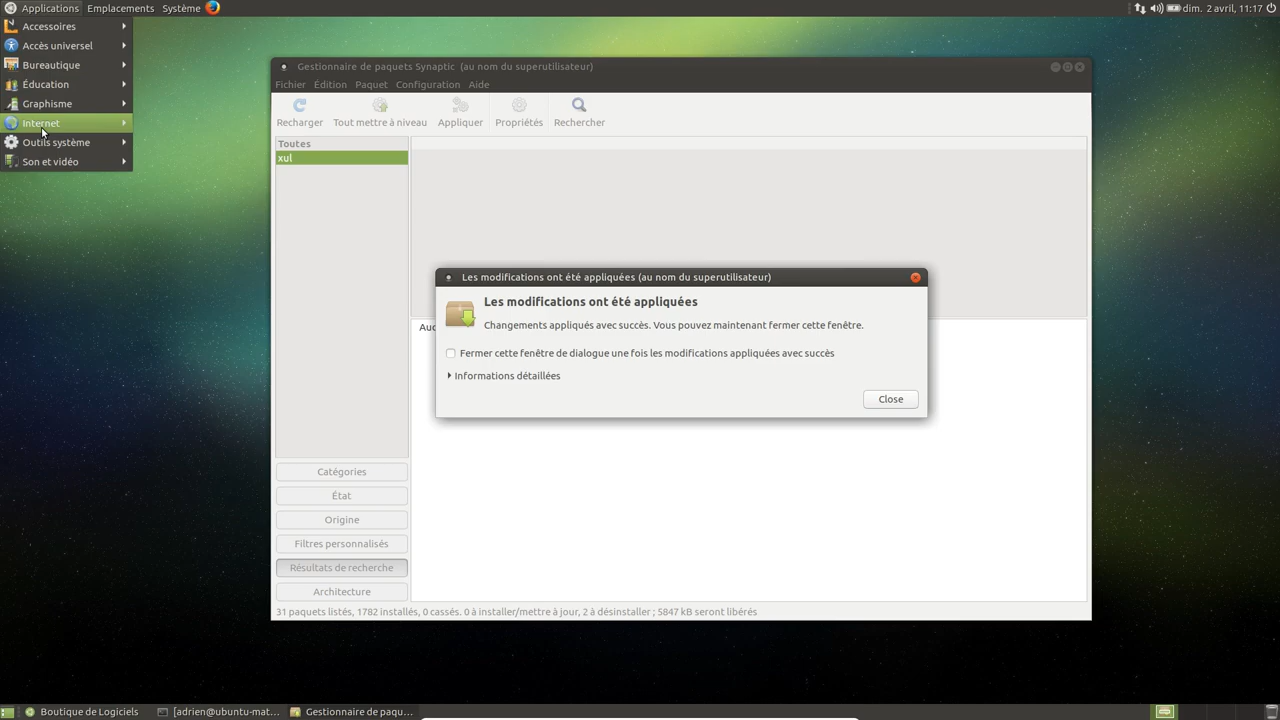 Applications Emplacements Système dim. 2 avril, 11:17
Accessoires
Accès universel
Bureautique
Éducation
Graphisme
Internet
Outils système
Son et vidéo
Gestionnaire de paquets Synaptic (au nom du superutilisateur)
Fichier Édition Paquet Configuration Aide
Recharger Tout mettre à niveau Appliquer Propriétés Rechercher
Toutes
xul
Les modifications ont été appliquées (au nom du superutilisateur)
Les modifications ont été appliquées
Changements appliqués avec succès. Vous pouvez maintenant fermer cette fenêtre.
Fermer cette fenêtre de dialogue une fois les modifications appliquées avec succès
Informations détaillées
Close
Catégories
État
Origine
Filtres personnalisés
Résultats de recherche
Architecture
31 paquets listés, 1782 installés, 0 cassés. 0 à installer/mettre à jour, 2 à désinstaller ; 5847 kB seront libérés
Boutique de Logiciels [adrien@ubuntu-mat... Gestionnaire de paqu...